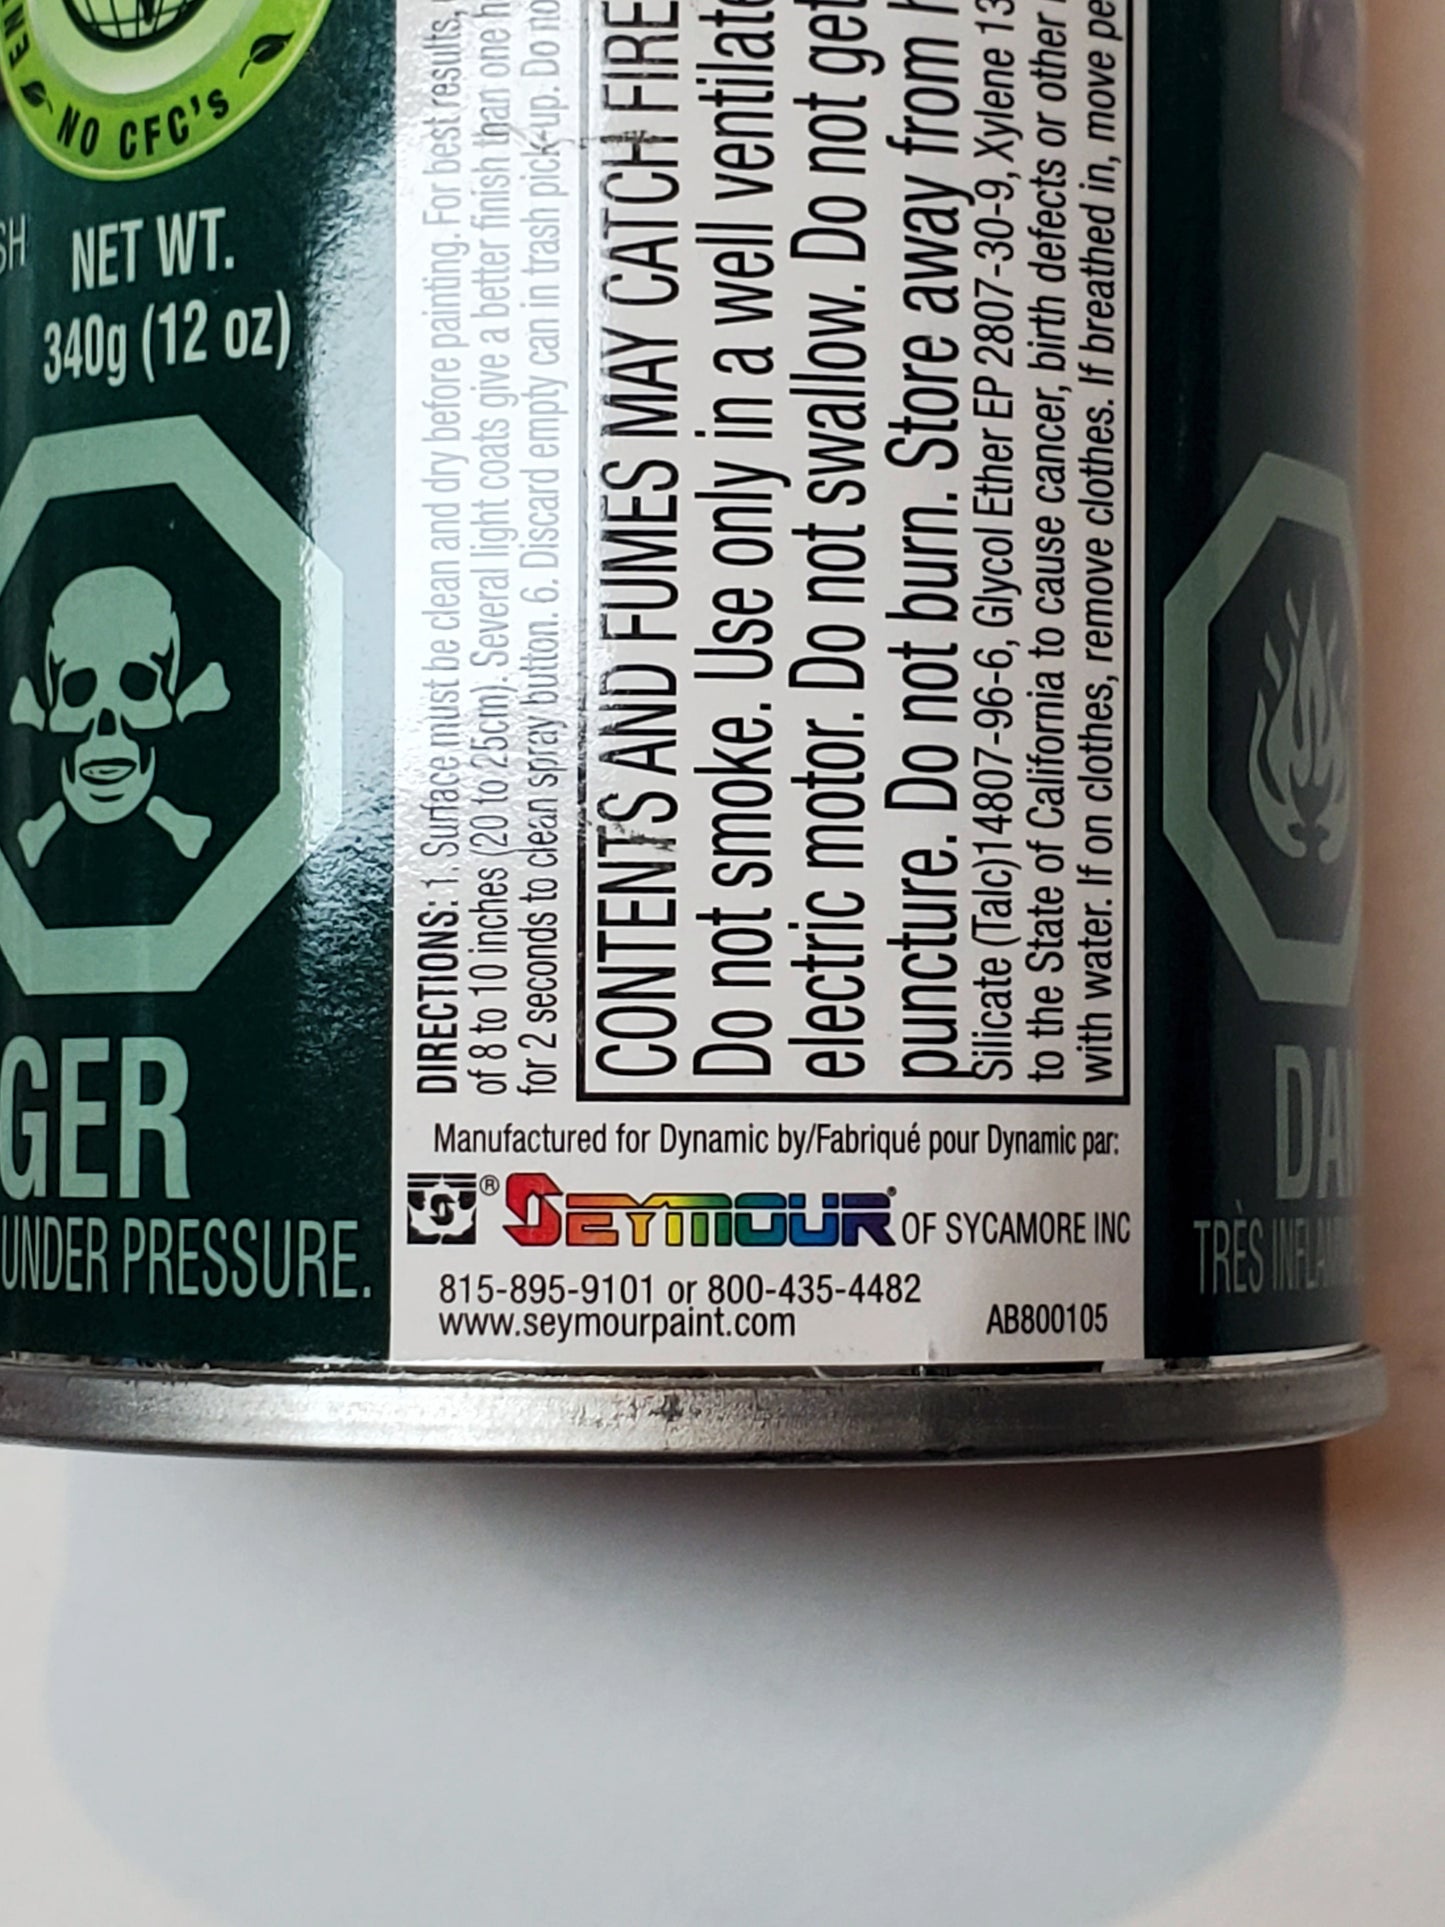 NO CFC's
SH
NET WT.
340g (12 oz)
GER
UNDER PRESSURE.
DIRECTIONS: 1. Surface must be clean and dry before painting. For best results,
of 8 to 10 inches (20 to 25cm). Several light coats give a better finish than one h
for 2 seconds to clean spray button. 6. Discard empty can in trash pick-up. Do no
CONTENTS AND FUMES MAY CATCH FIRE
Do not smoke. Use only in a well ventilate
electric motor. Do not swallow. Do not get
puncture. Do not burn. Store away from h
Silicate (Talc)14807-96-6, Glycol Ether EP 2807-30-9, Xylene 13
to the State of California to cause cancer, birth defects or other
with water. If on clothes, remove clothes. If breathed in, move pe
Manufactured for Dynamic by/Fabriqué pour Dynamic par:
® SEYMOUR® OF SYCAMORE INC
815-895-9101 or 800-435-4482
www.seymourpaint.com AB800105
DAN
TRÈS INFLAM